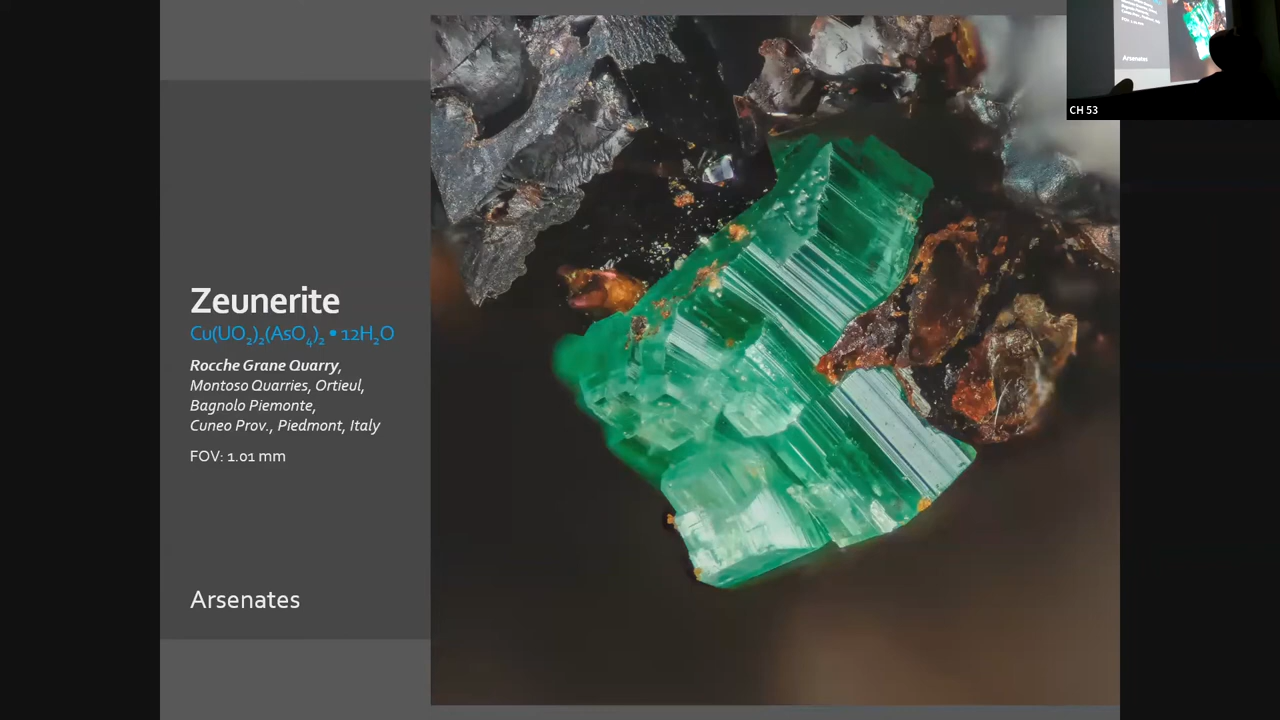 Zeunerite
Cu(UO₂)₂(AsO₄)₂ • 12H₂O
Rocche Grane Quarry,
Montoso Quarries, Ortieul,
Bagnolo Piemonte,
Cuneo Prov., Piedmont, Italy
FOV: 1.01 mm
Arsenates
Arsenates
CH 53